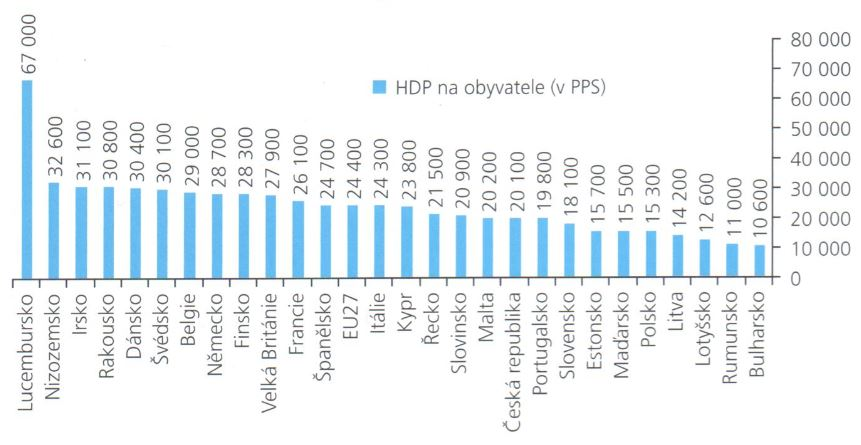 HDP na obyvatele (v PPS)
67 000
32 600
31 100
30 800
30 400
30 100
29 000
28 700
28 300
27 900
26 100
24 700
24 400
24 300
23 800
21 500
20 900
20 200
20 100
19 800
18 100
15 700
15 500
15 300
14 200
12 600
11 000
10 600
80 000
70 000
60 000
50 000
40 000
30 000
20 000
10 000
0
Lucembursko
Nizozemsko
Irsko
Rakousko
Dánsko
Švédsko
Belgie
Německo
Finsko
Velká Británie
Francie
Španělsko
EU27
Itálie
Kypr
Řecko
Slovinsko
Malta
Česká republika
Portugalsko
Slovensko
Estonsko
Maďarsko
Polsko
Litva
Lotyšsko
Rumunsko
Bulharsko